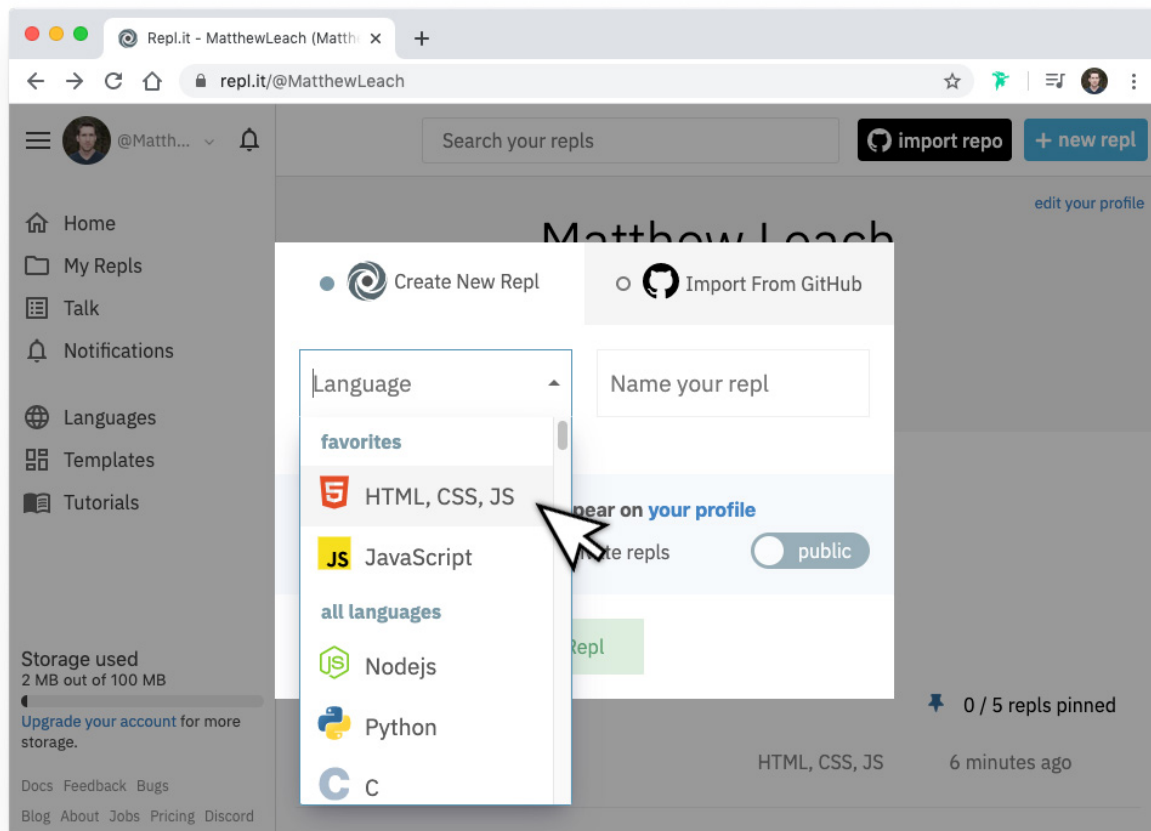 Repl.it - MatthewLeach (Matth
repl.it/@MatthewLeach
@Matth...
Search your repls
import repo
+ new repl
edit your profile
Home
My Repls
Talk
Notifications
Languages
Templates
Tutorials
Matthew Leach
Create New Repl
Import From GitHub
Language
Name your repl
favorites
HTML, CSS, JS
JS JavaScript
all languages
JS Nodejs
Python
C C
pear on your profile
repls
public
Repl
Storage used
2 MB out of 100 MB
Upgrade your account for more
storage.
Docs Feedback Bugs
Blog About Jobs Pricing Discord
0 / 5 repls pinned
HTML, CSS, JS 6 minutes ago